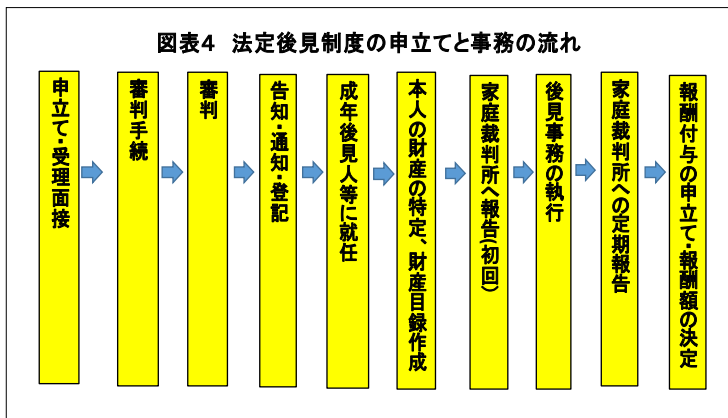 図表4 法定後見制度の申立てと事務の流れ
申立て・受理面接
審判手続
審判
告知・通知・登記
成年後見人等に就任
本人の財産の特定、財産目録作成
家庭裁判所へ報告(初回)
後見事務の執行
家庭裁判所への定期報告
報酬付与の申立て・報酬額の決定